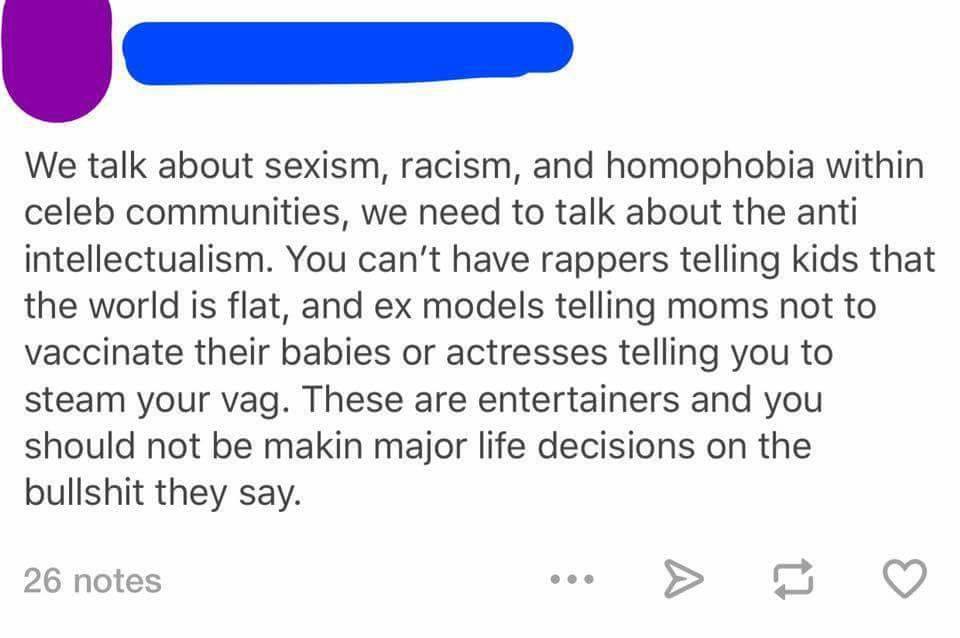 We talk about sexism, racism, and homophobia within
celeb communities, we need to talk about the anti
intellectualism. You can't have rappers telling kids that
the world is flat, and ex models telling moms not to
vaccinate their babies or actresses telling you to
steam your vag. These are entertainers and you
should not be makin major life decisions on the
bullshit they say.
26 notes